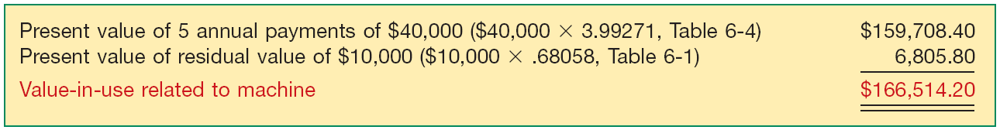 Present value of 5 annual payments of $40,000 ($40,000 × 3.99271, Table 6-4) $159,708.40
Present value of residual value of $10,000 ($10,000 × .68058, Table 6-1) 6,805.80
Value-in-use related to machine $166,514.20